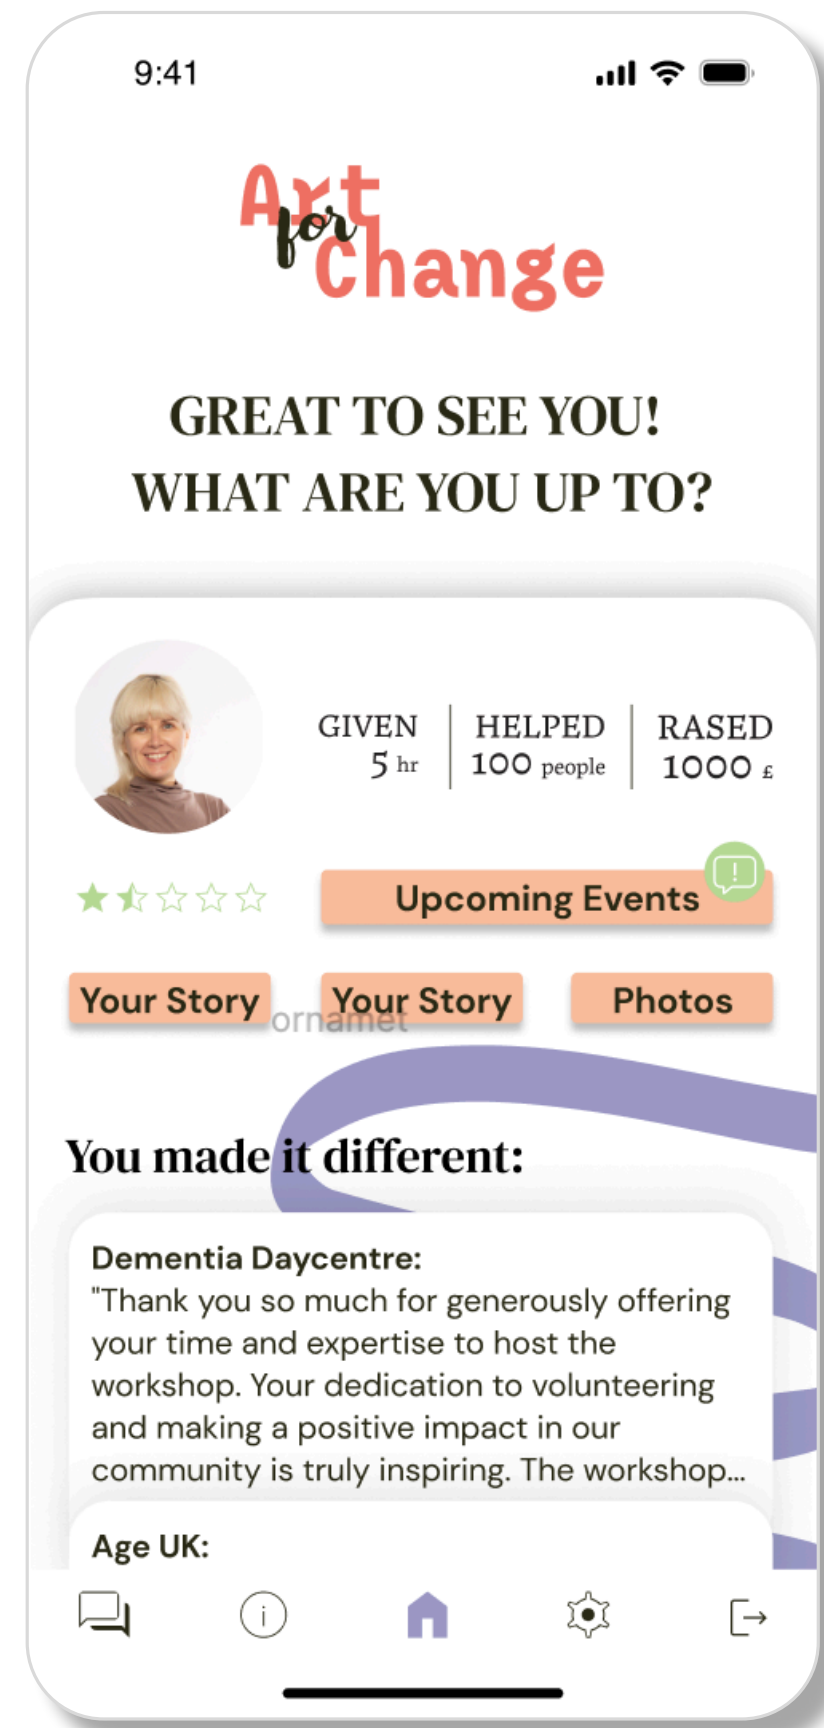 9:41
Art
for
Change
GREAT TO SEE YOU!
WHAT ARE YOU UP TO?
GIVEN
5 hr
HELPED
100 people
RASED
1000 £
Upcoming Events
Your Story
Your Story
Photos
ornamet
You made it different:
Dementia Daycentre:
"Thank you so much for generously offering
your time and expertise to host the
workshop. Your dedication to volunteering
and making a positive impact in our
community is truly inspiring. The workshop...
Age UK: